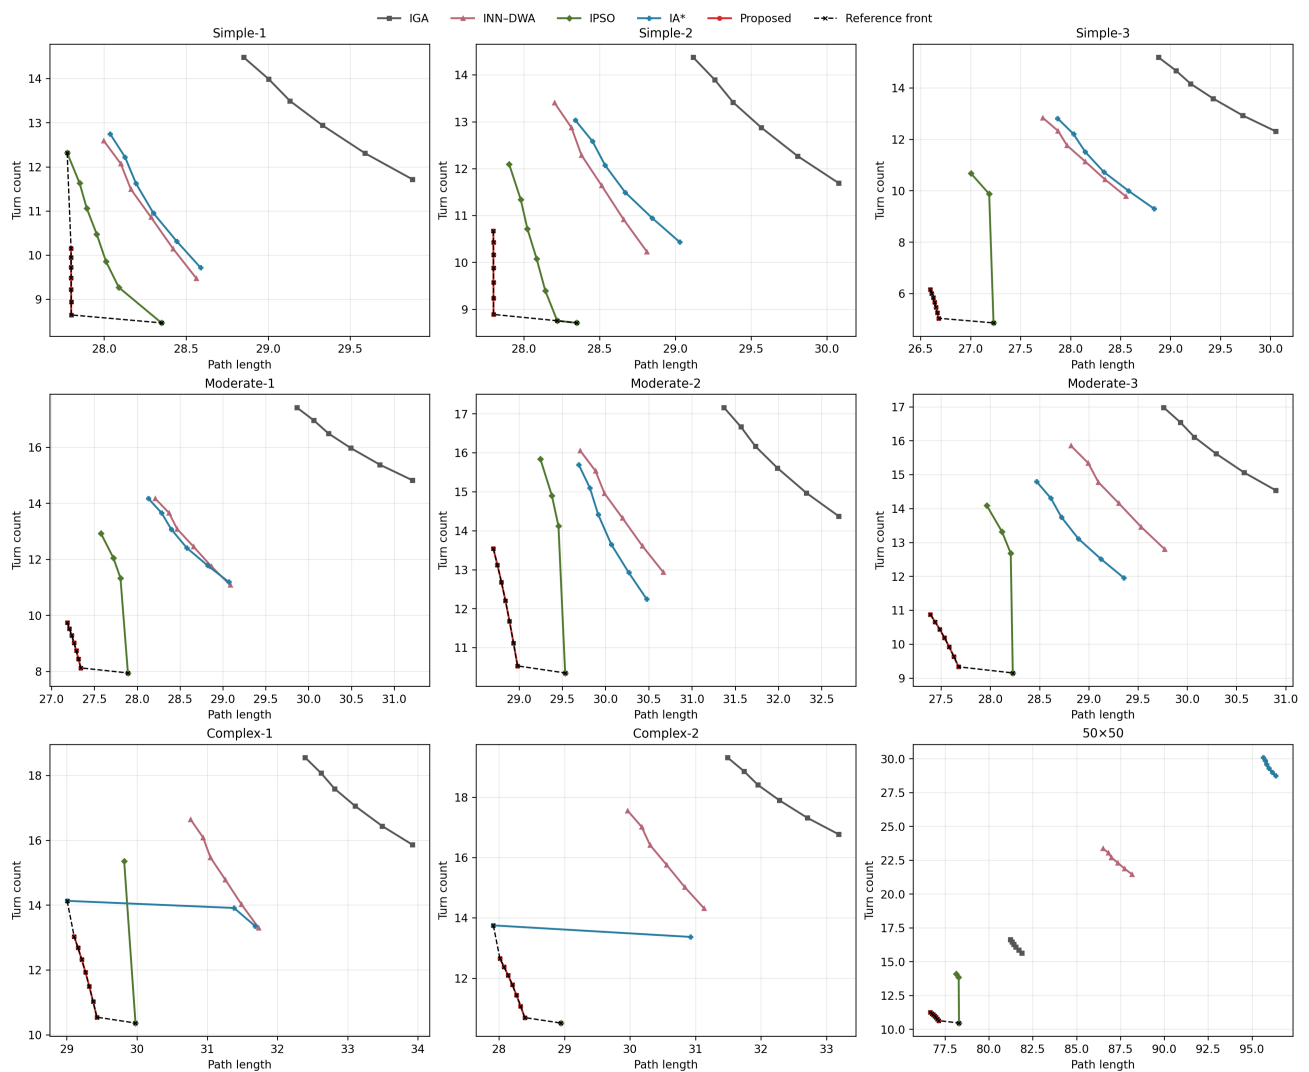 IGA INN–DWA IPSO IA* Proposed Reference front
Simple-1 Simple-2 Simple-3
Turn count
14
13
12
11
10
9
28.0 28.5 29.0 29.5
Path length
Turn count
14
13
12
11
10
9
28.0 28.5 29.0 29.5 30.0
Path length
Turn count
14
12
10
8
6
26.5 27.0 27.5 28.0 28.5 29.0 29.5 30.0
Path length
Moderate-1 Moderate-2 Moderate-3
Turn count
16
14
12
10
8
27.0 27.5 28.0 28.5 29.0 29.5 30.0 30.5 31.0
Path length
Turn count
17
16
15
14
13
12
11
29.0 29.5 30.0 30.5 31.0 31.5 32.0 32.5
Path length
Turn count
17
16
15
14
13
12
11
10
9
27.5 28.0 28.5 29.0 29.5 30.0 30.5 31.0
Path length
Complex-1 Complex-2 50×50
Turn count
18
16
14
12
10
29 30 31 32 33 34
Path length
Turn count
18
16
14
12
28 29 30 31 32 33
Path length
Turn count
30.0
27.5
25.0
22.5
20.0
17.5
15.0
12.5
10.0
77.5 80.0 82.5 85.0 87.5 90.0 92.5 95.0
Path length